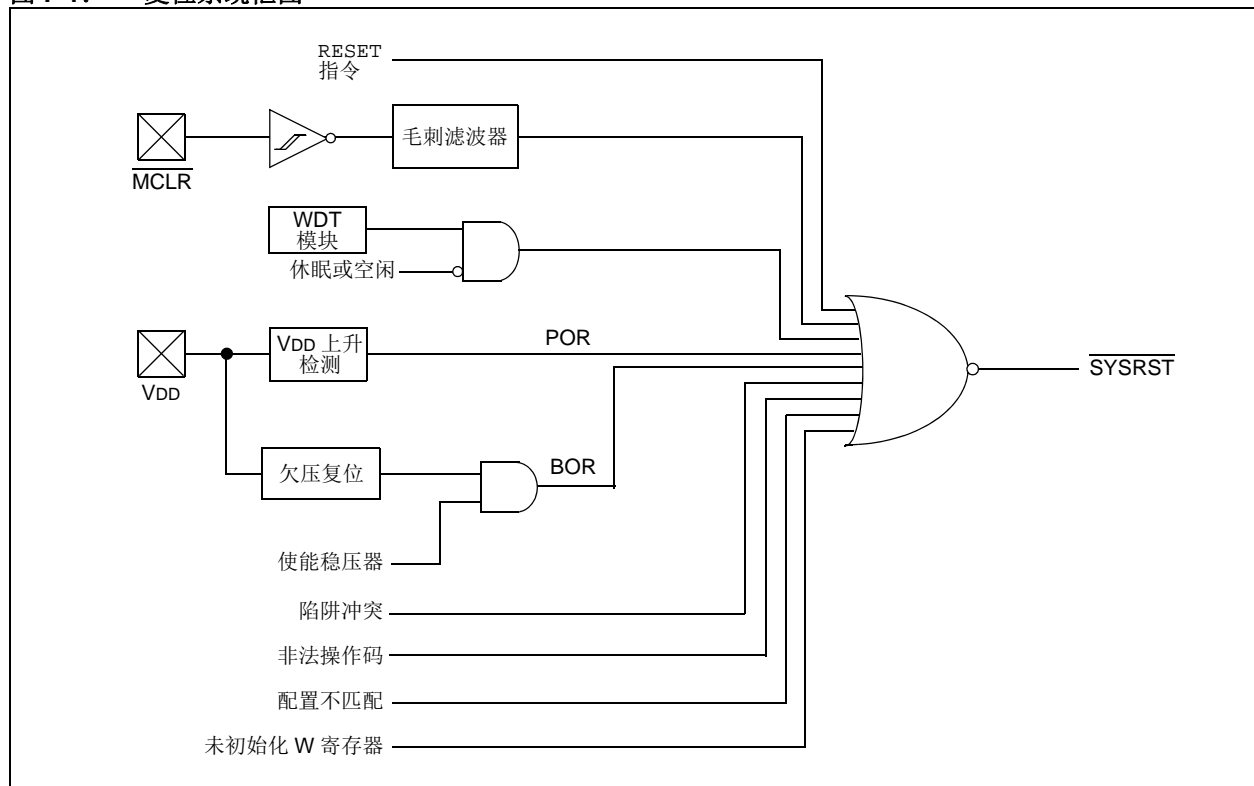 RESET
指令
毛刺滤波器
MCLR
WDT
模块
休眠或空闲
VDD 上升
检测
POR
VDD
SYSRST
欠压复位
BOR
使能稳压器
陷阱冲突
非法操作码
配置不匹配
未初始化 W 寄存器